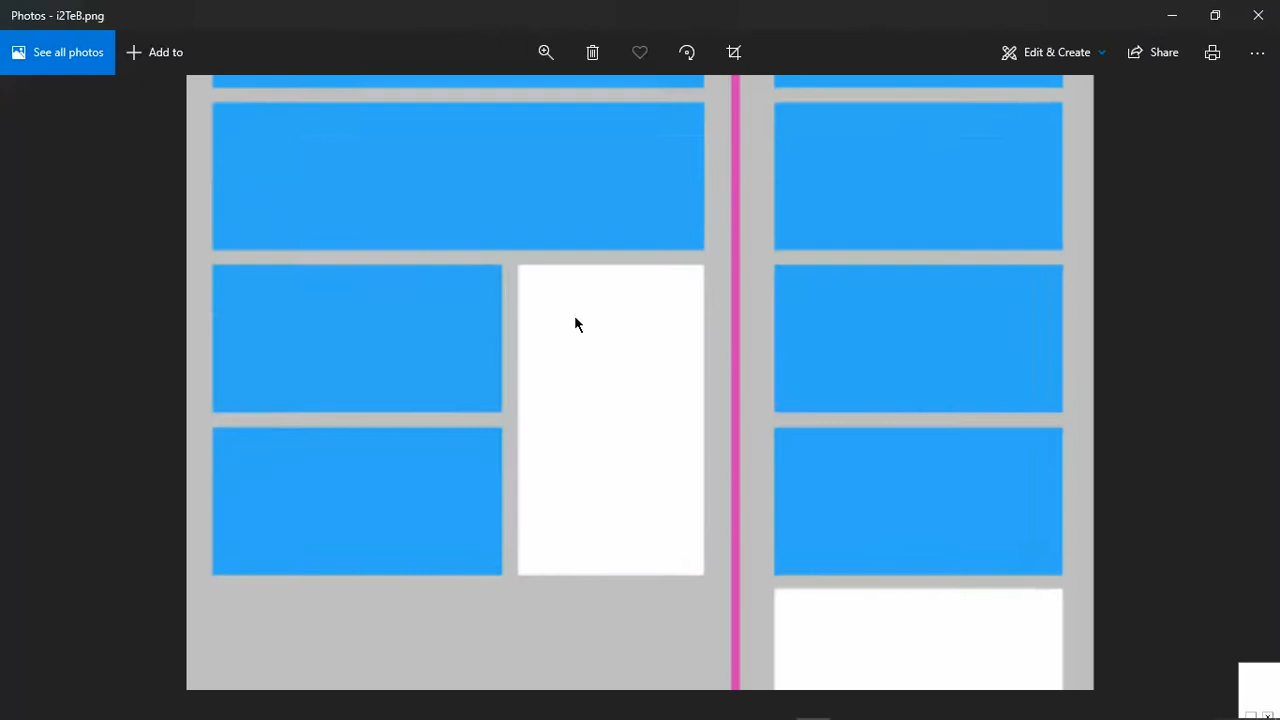 Photos - i2TeB.png
See all photos
Add to
Edit & Create
Share